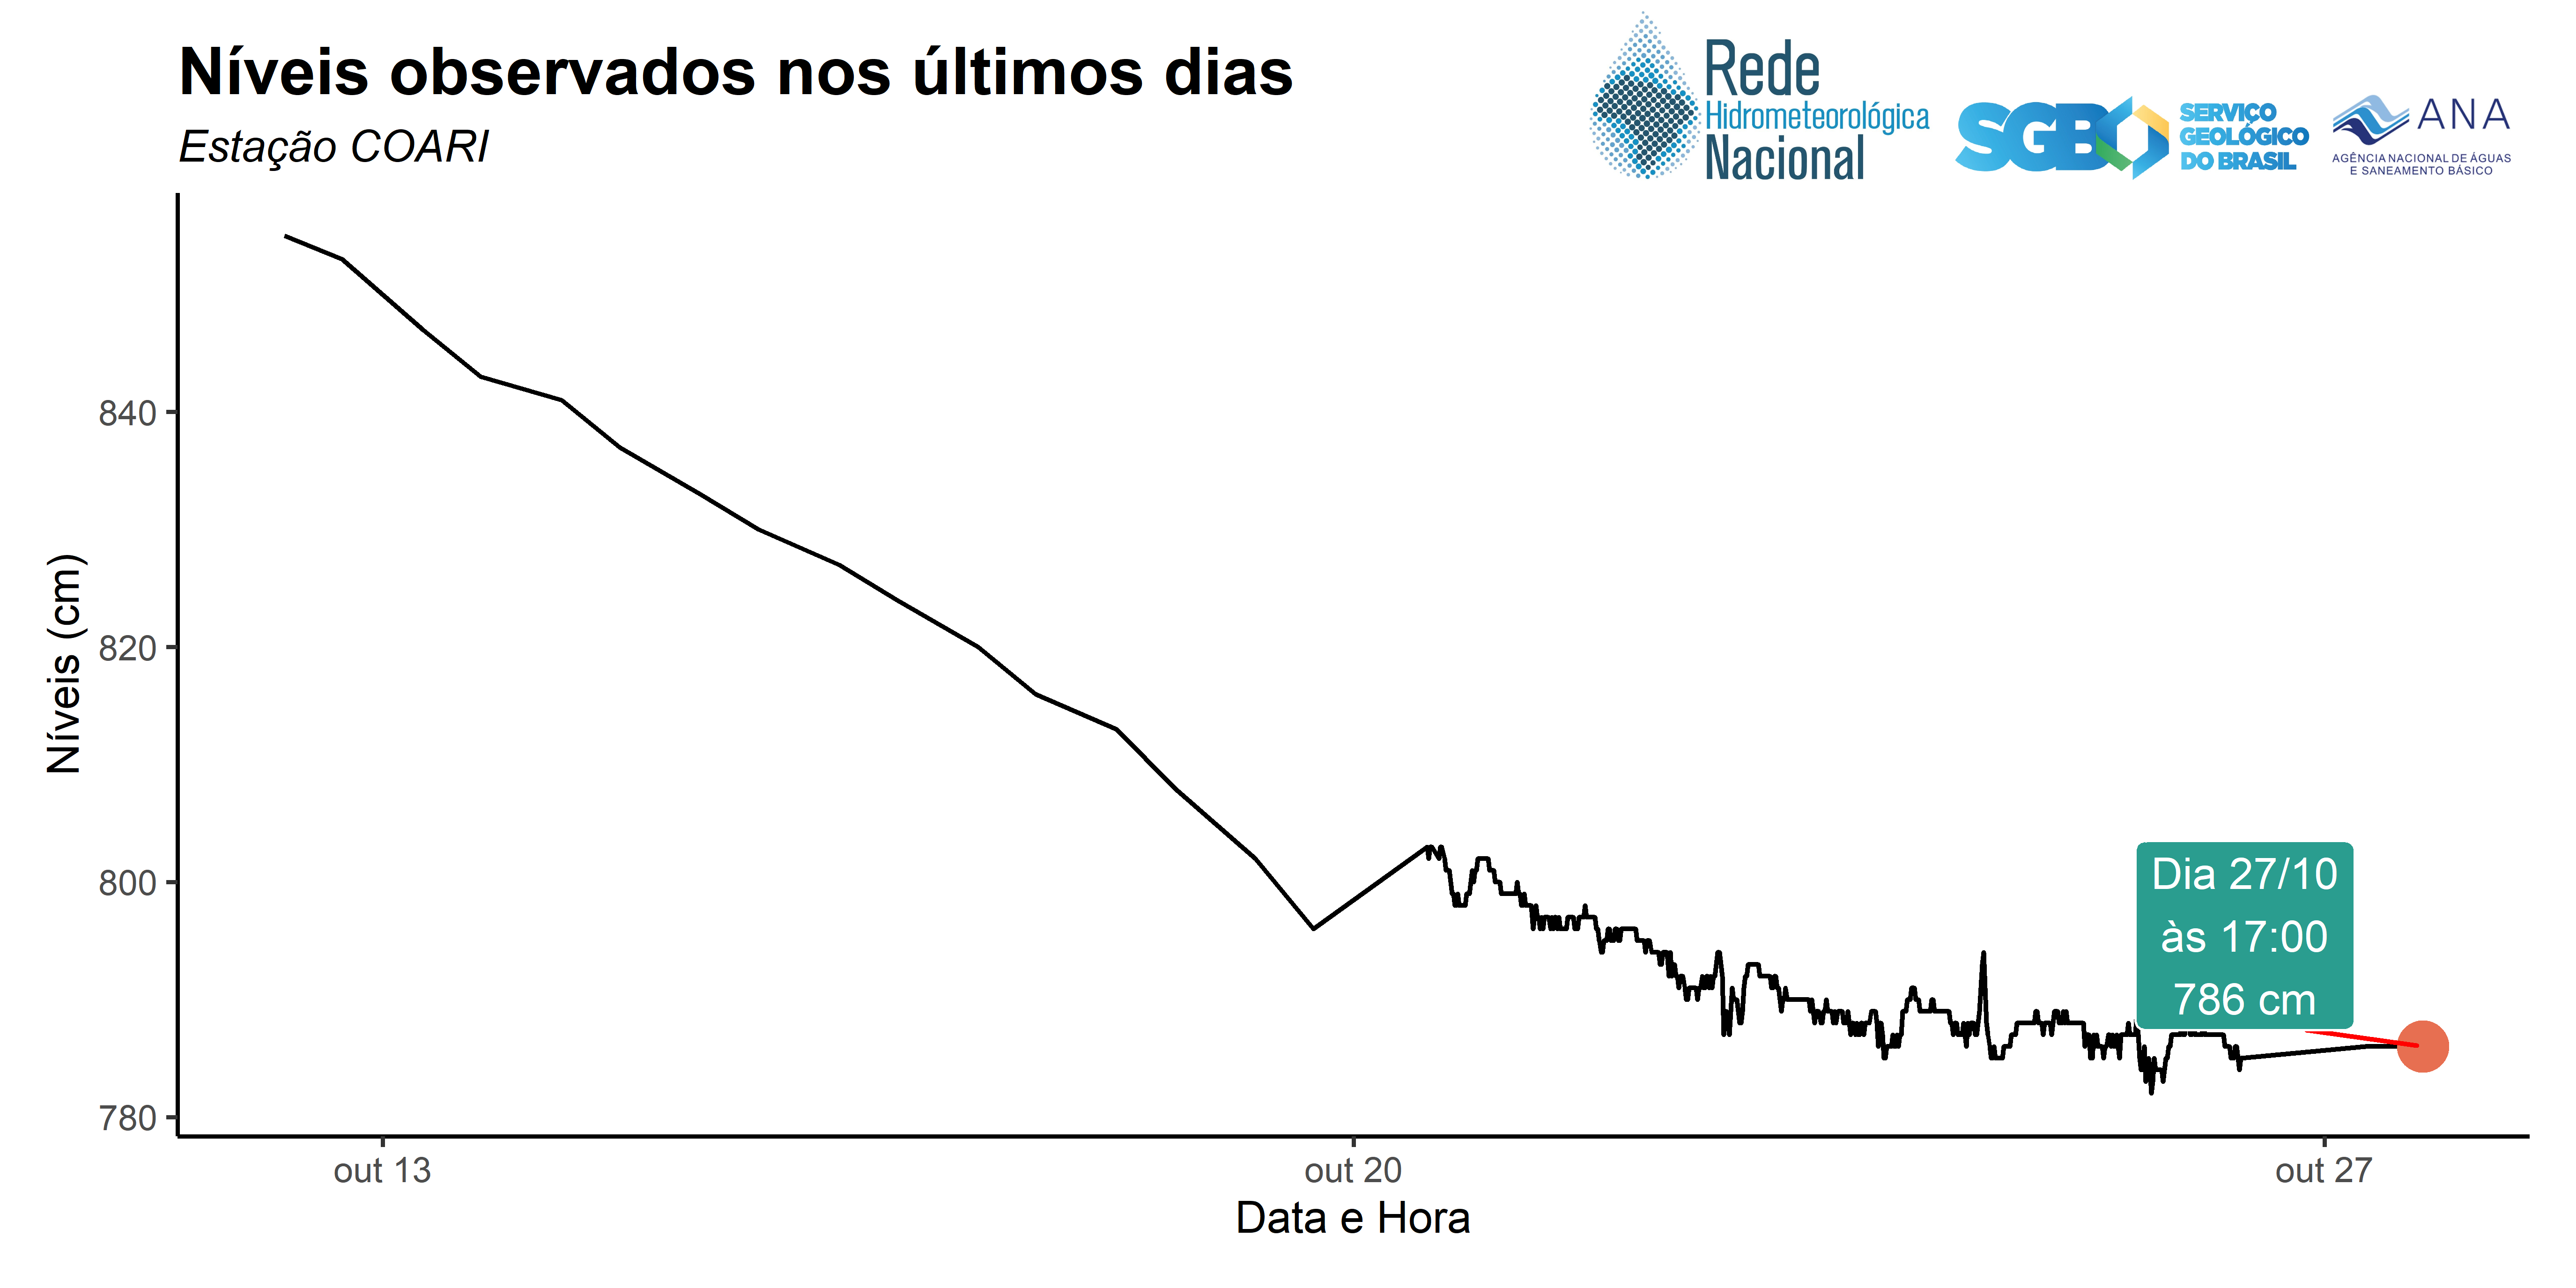 Níveis observados nos últimos dias
Estação COARI
Rede
Hidrometeorológica
Nacional
SGB
SERVIÇO
GEOLÓGICO
DO BRASIL
ANA
AGÊNCIA NACIONAL DE ÁGUAS
E SANEAMENTO BÁSICO
Níveis (cm)
840
820
800
780
Dia 27/10
às 17:00
786 cm
out 13
out 20
out 27
Data e Hora